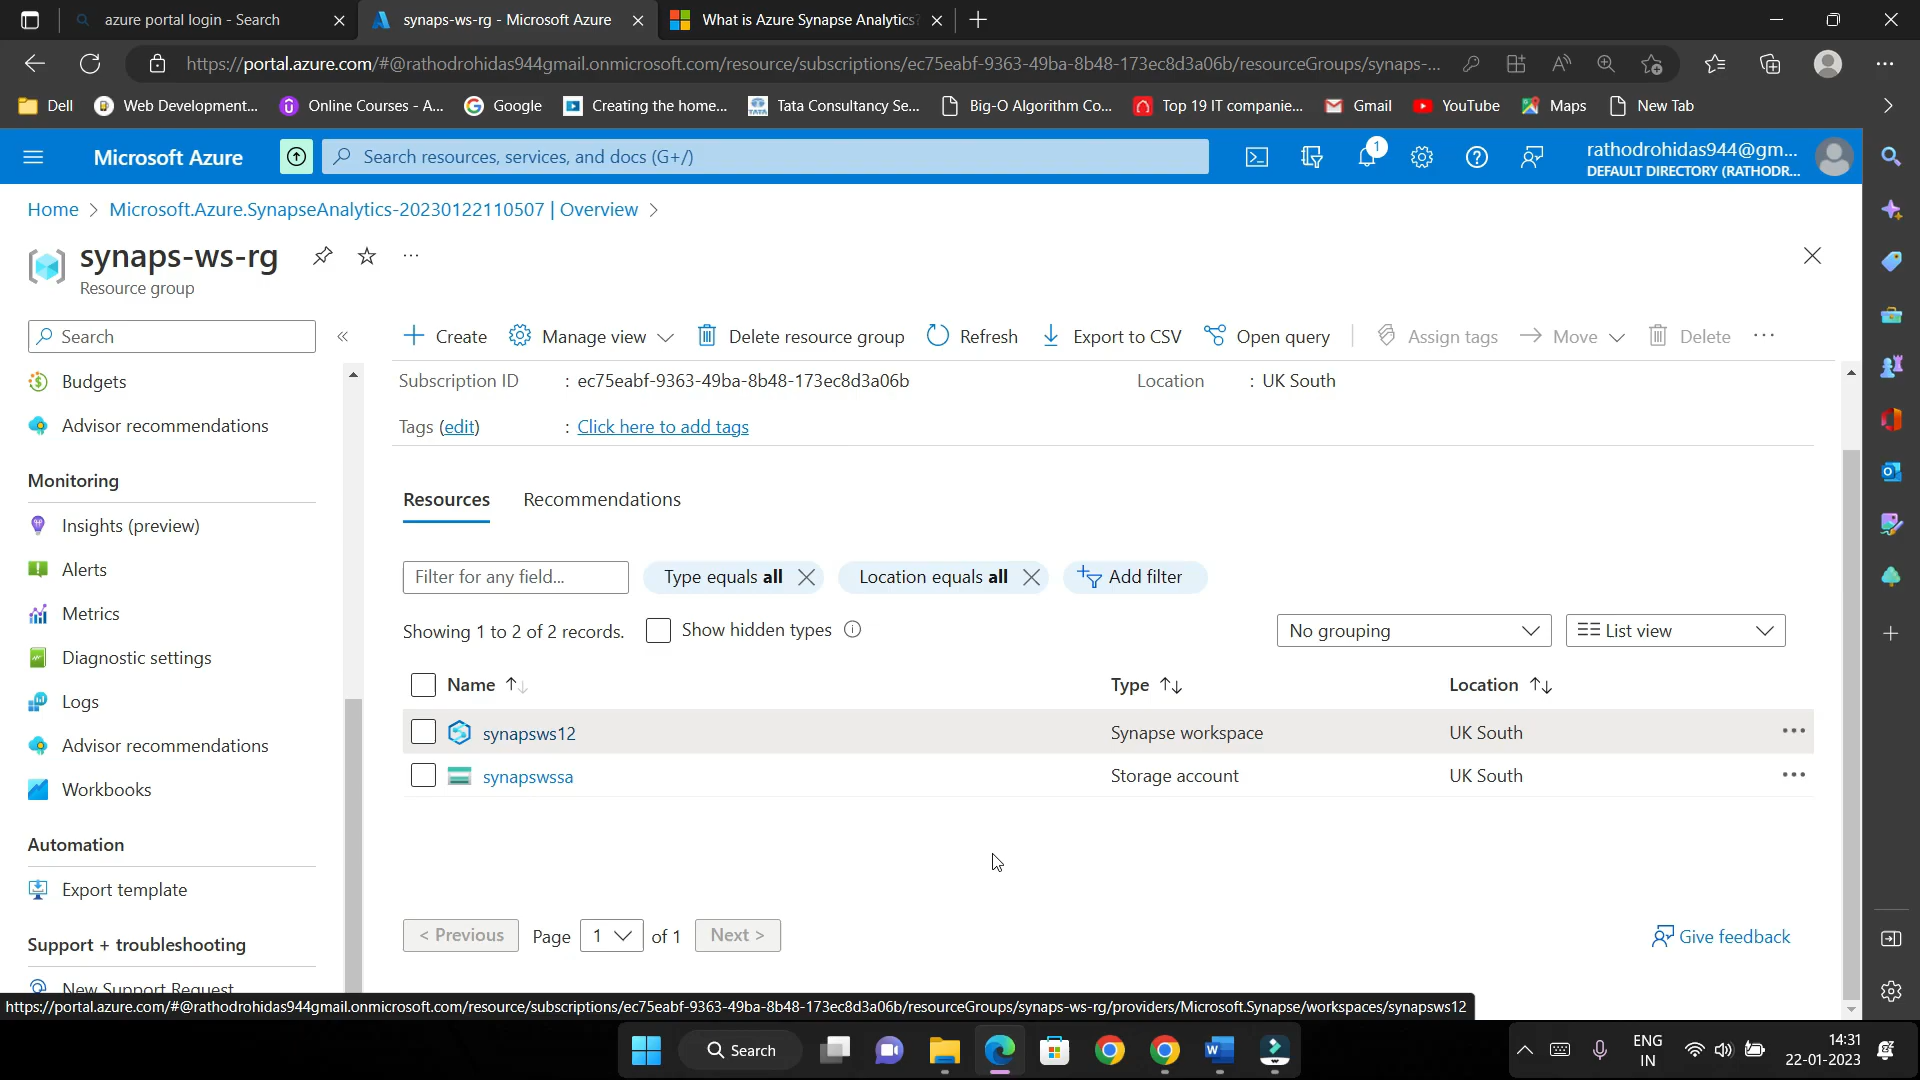 azure portal login - Search
synaps-ws-rg - Microsoft Azure
What is Azure Synapse Analytics
https://portal.azure.com/#@rathodrohidas944gmail.onmicrosoft.com/resource/subscriptions/ec75eabf-9363-49ba-8b48-173ec8d3a06b/resourceGroups/synaps-...
Dell
Web Development...
Online Courses - A...
Google
Creating the home...
Tata Consultancy Se...
Big-O Algorithm Co...
Top 19 IT companie...
Gmail
YouTube
Maps
New Tab
Microsoft Azure
Search resources, services, and docs (G+/)
1
rathodrohidas944@gm...
DEFAULT DIRECTORY (RATHODR...
Home > Microsoft.Azure.SynapseAnalytics-20230122110507 | Overview >
synaps-ws-rg
Resource group
Search
Create
Manage view
Delete resource group
Refresh
Export to CSV
Open query
Assign tags
Move
Delete
Budgets
Advisor recommendations
Monitoring
Insights (preview)
Alerts
Metrics
Diagnostic settings
Logs
Advisor recommendations
Workbooks
Automation
Export template
Support + troubleshooting
New Support Request
Subscription ID : ec75eabf-9363-49ba-8b48-173ec8d3a06b
Location : UK South
Tags (edit) : Click here to add tags
Resources
Recommendations
Filter for any field...
Type equals all
Location equals all
Add filter
Showing 1 to 2 of 2 records.
Show hidden types
No grouping
List view
Name
Type
Location
synapsws12
Synapse workspace
UK South
synapswssa
Storage account
UK South
< Previous
Page 1 of 1
Next >
Give feedback
https://portal.azure.com/#@rathodrohidas944gmail.onmicrosoft.com/resource/subscriptions/ec75eabf-9363-49ba-8b48-173ec8d3a06b/resourceGroups/synaps-ws-rg/providers/Microsoft.Synapse/workspaces/synapsws12
Search
ENG
IN
14:31
22-01-2023